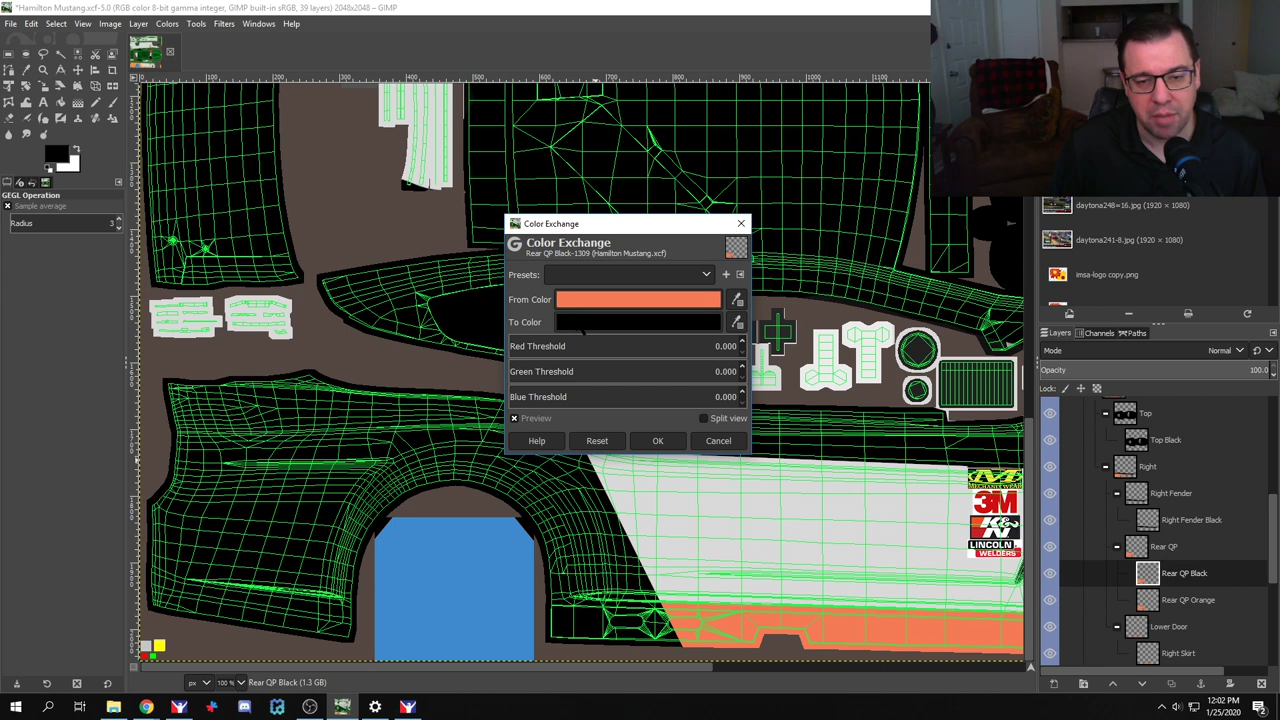 *Hamilton Mustang.xcf-5.0 (RGB color 8-bit gamma integer, GIMP built-in sRGB, 39 layers) 2048x2048 – GIMP
File Edit Select View Image Layer Colors Tools Filters Windows Help
GEGL Operation
Sample average
Radius 3
Color Exchange
Color Exchange
Rear QP Black-1309 (Hamilton Mustang.xcf)
Presets:
From Color
To Color
Red Threshold 0.000
Green Threshold 0.000
Blue Threshold 0.000
Preview Split view
Help Reset OK Cancel
3M
K&N
LINCOLN
WELDERS
daytona248=16.jpg (1920 × 1080)
daytona241-8.jpg (1920 × 1080)
imsa-logo copy.png
Layers Channels Paths
Mode Normal
Opacity 100.0
Lock:
Top
Top Black
Right
Right Fender
Right Fender Black
Rear QP
Rear QP Black
Rear QP Orange
Lower Door
Right Skirt
px 100 % Rear QP Black (1.3 GB)
12:02 PM
1/25/2020